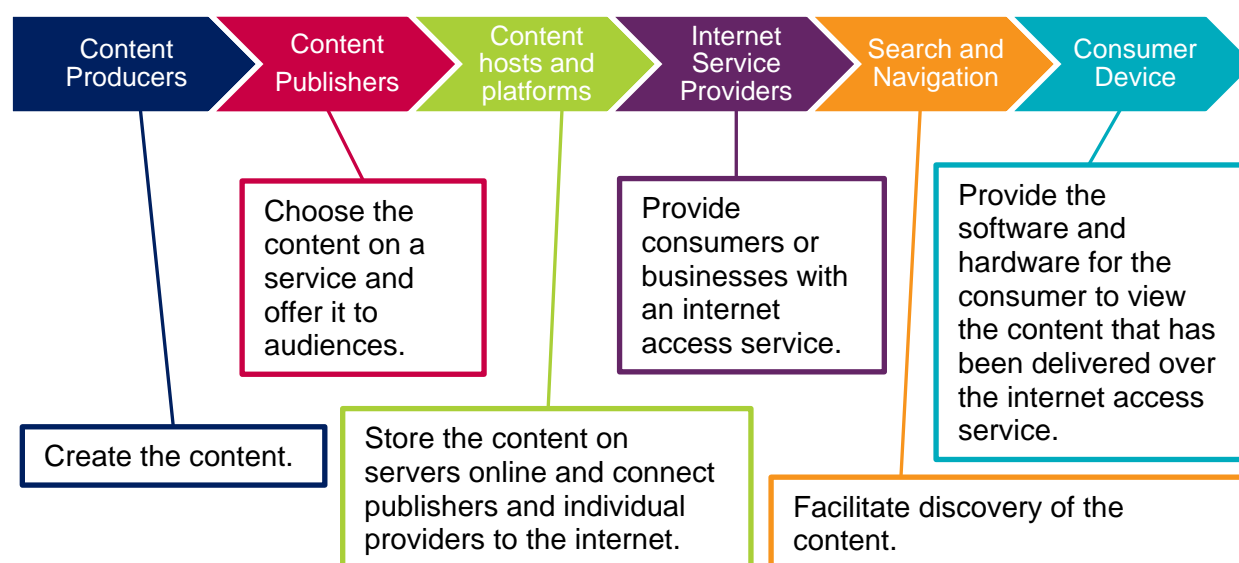 Content
Producers
Content
Publishers
Content
hosts and
platforms
Internet
Service
Providers
Search and
Navigation
Consumer
Device
Choose the
content on a
service and
offer it to
audiences.
Provide
consumers or
businesses with
an internet
access service.
Provide the
software and
hardware for the
consumer to view
the content that has
been delivered over
the internet access
service.
Create the content.
Store the content on
servers online and connect
publishers and individual
providers to the internet.
Facilitate discovery of the
content.